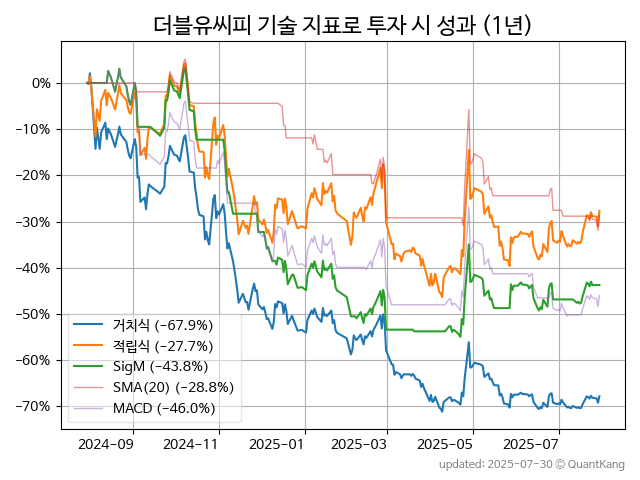 더블유씨피 기술 지표로 투자 시 성과 (1년)
0%
−10%
−20%
−30%
−40%
−50%
−60%
−70%
거치식 (−67.9%)
적립식 (−27.7%)
SigM (−43.8%)
SMA(20) (−28.8%)
MACD (−46.0%)
2024-09 2024-11 2025-01 2025-03 2025-05 2025-07
updated: 2025-07-30 © QuantKang